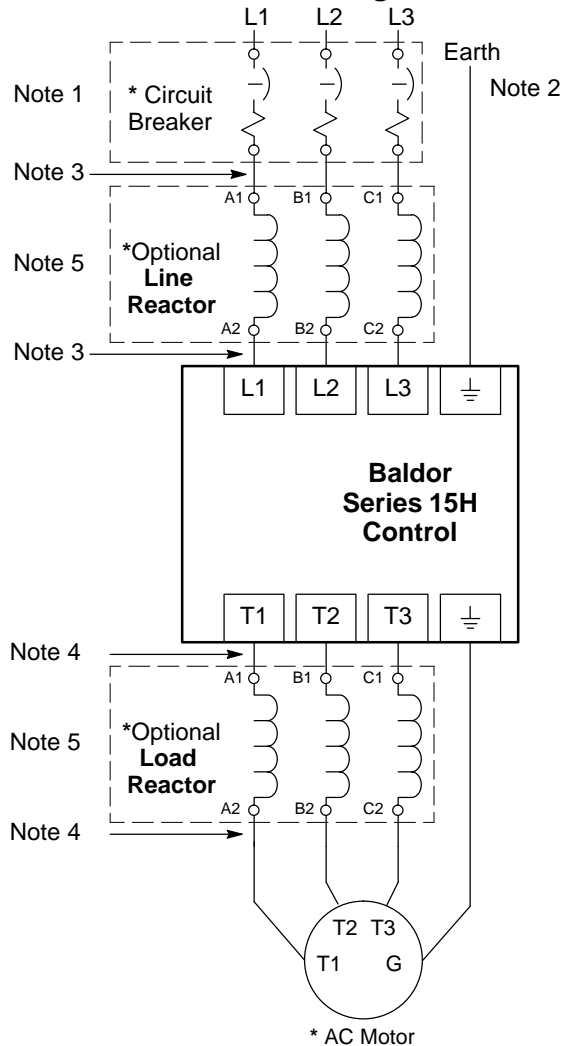 L1 L2 L3
Earth
Note 1
* Circuit
Breaker
Note 2
Note 3
A1 B1 C1
Note 5
*Optional
Line
Reactor
A2 B2 C2
Note 3
L1 L2 L3
Baldor
Series 15H
Control
T1 T2 T3
Note 4
A1 B1 C1
Note 5
*Optional
Load
Reactor
A2 B2 C2
Note 4
T2 T3
T1 G
* AC Motor